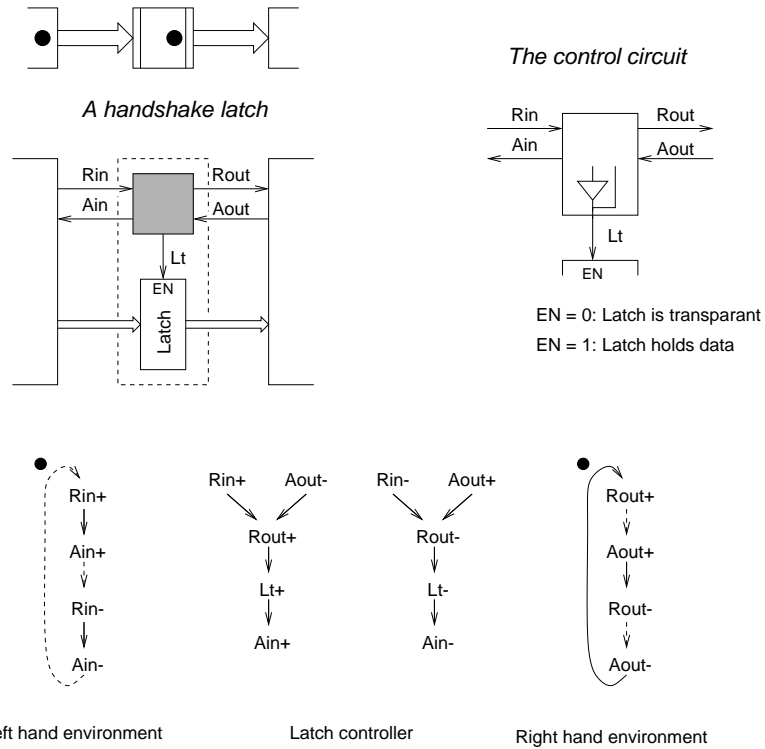 A handshake latch
The control circuit
Rin
Rout
Ain
Aout
Lt
EN
Latch
Rin
Rout
Ain
Aout
Lt
EN
EN = 0: Latch is transparant
EN = 1: Latch holds data
Rin+
Ain+
Rin-
Ain-
Rin+ Aout-
Rout+
Lt+
Ain+
Rin- Aout+
Rout-
Lt-
Ain-
Rout+
Aout+
Rout-
Aout-
eft hand environment
Latch controller
Right hand environment